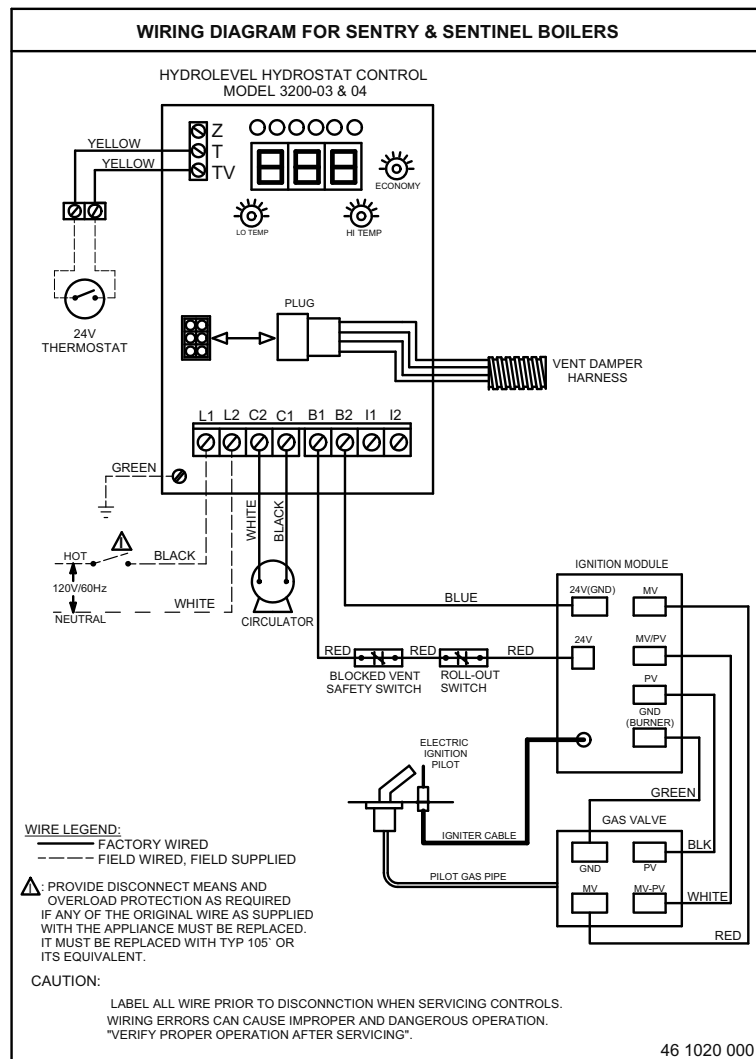 WIRING DIAGRAM FOR SENTRY & SENTINEL BOILERS
HYDROLEVEL HYDROSTAT CONTROL
MODEL 3200-03 & 04
YELLOW
YELLOW
Z
T
TV
888
ECONOMY
LO TEMP
HI TEMP
24V
THERMOSTAT
PLUG
VENT DAMPER
HARNESS
L1 L2 C2 C1 B1 B2 I1 I2
GREEN
WHITE
BLACK
HOT
BLACK
120V/60Hz
WHITE
NEUTRAL
CIRCULATOR
BLUE
RED
RED
RED
BLOCKED VENT
SAFETY SWITCH
ROLL-OUT
SWITCH
IGNITION MODULE
24V(GND)
MV
24V
MV/PV
PV
GND
(BURNER)
ELECTRIC
IGNITION
PILOT
IGNITER CABLE
PILOT GAS PIPE
GREEN
GAS VALVE
GND
PV
BLK
MV
MV-PV
WHITE
RED
WIRE LEGEND:
FACTORY WIRED
FIELD WIRED, FIELD SUPPLIED
: PROVIDE DISCONNECT MEANS AND
OVERLOAD PROTECTION AS REQUIRED
IF ANY OF THE ORIGINAL WIRE AS SUPPLIED
WITH THE APPLIANCE MUST BE REPLACED.
IT MUST BE REPLACED WITH TYP 105` OR
ITS EQUIVALENT.
CAUTION:
LABEL ALL WIRE PRIOR TO DISCONNCTION WHEN SERVICING CONTROLS.
WIRING ERRORS CAN CAUSE IMPROPER AND DANGEROUS OPERATION.
"VERIFY PROPER OPERATION AFTER SERVICING".
46 1020 000